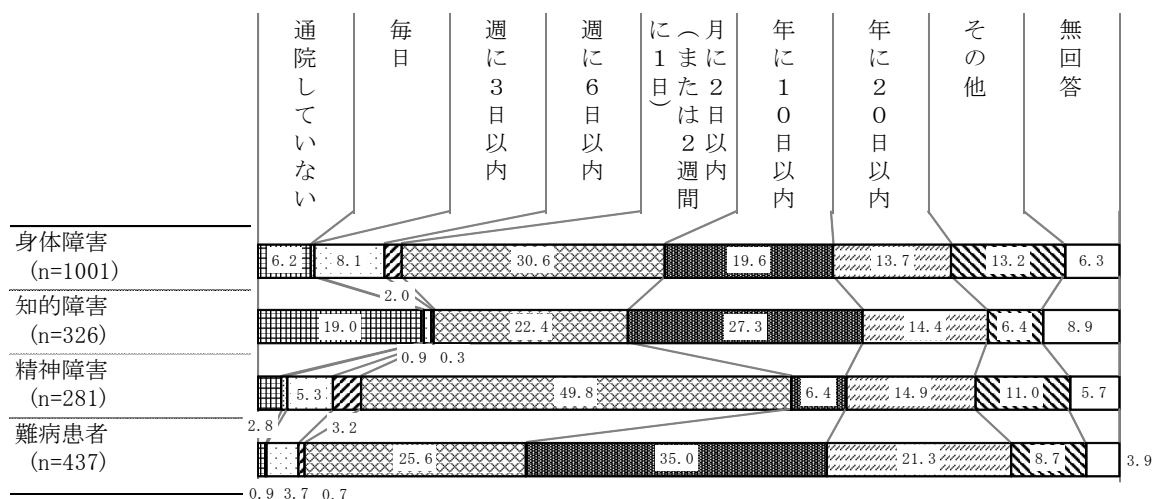 通院していない
毎日
週に３日以内
週に６日以内
月に２日以内
（または２週間
に１日）
年に１０日以内
年に２０日以内
その他
無回答
身体障害
(n=1001)
6.2
8.1
30.6
19.6
13.7
13.2
6.3
2.0
知的障害
(n=326)
19.0
22.4
27.3
14.4
6.4
8.9
0.9
0.3
精神障害
(n=281)
5.3
49.8
6.4
14.9
11.0
5.7
2.8
3.2
難病患者
(n=437)
25.6
35.0
21.3
8.7
3.9
0.9
3.7
0.7